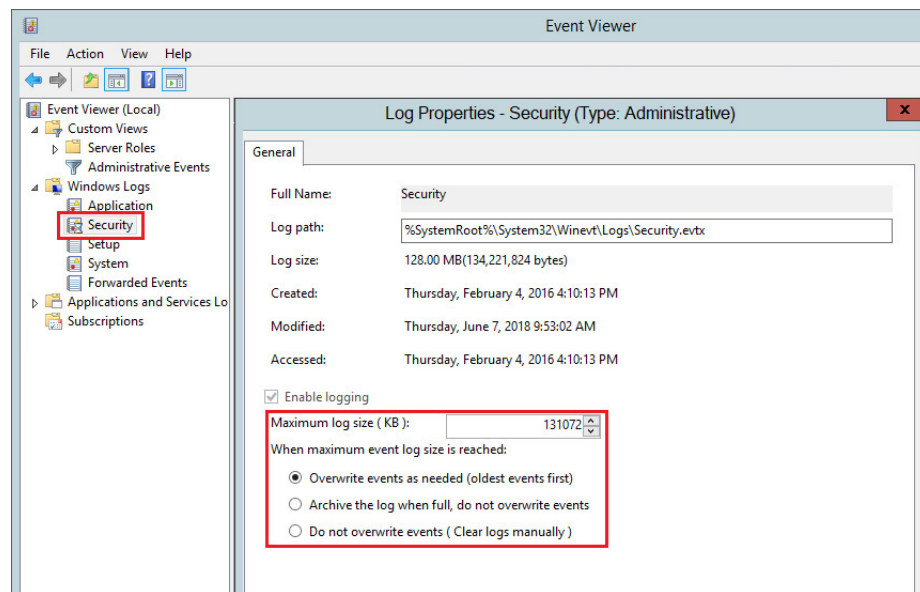 Event Viewer
File Action View Help
Event Viewer (Local)
Custom Views
Server Roles
Administrative Events
Windows Logs
Application
Security
Setup
System
Forwarded Events
Applications and Services Lo
Subscriptions
Log Properties - Security (Type: Administrative)
x
General
Full Name: Security
Log path: %SystemRoot%\System32\Winevt\Logs\Security.evtx
Log size: 128.00 MB(134,221,824 bytes)
Created: Thursday, February 4, 2016 4:10:13 PM
Modified: Thursday, June 7, 2018 9:53:02 AM
Accessed: Thursday, February 4, 2016 4:10:13 PM
Enable logging
Maximum log size ( KB ): 131072
When maximum event log size is reached:
Overwrite events as needed (oldest events first)
Archive the log when full, do not overwrite events
Do not overwrite events ( Clear logs manually )